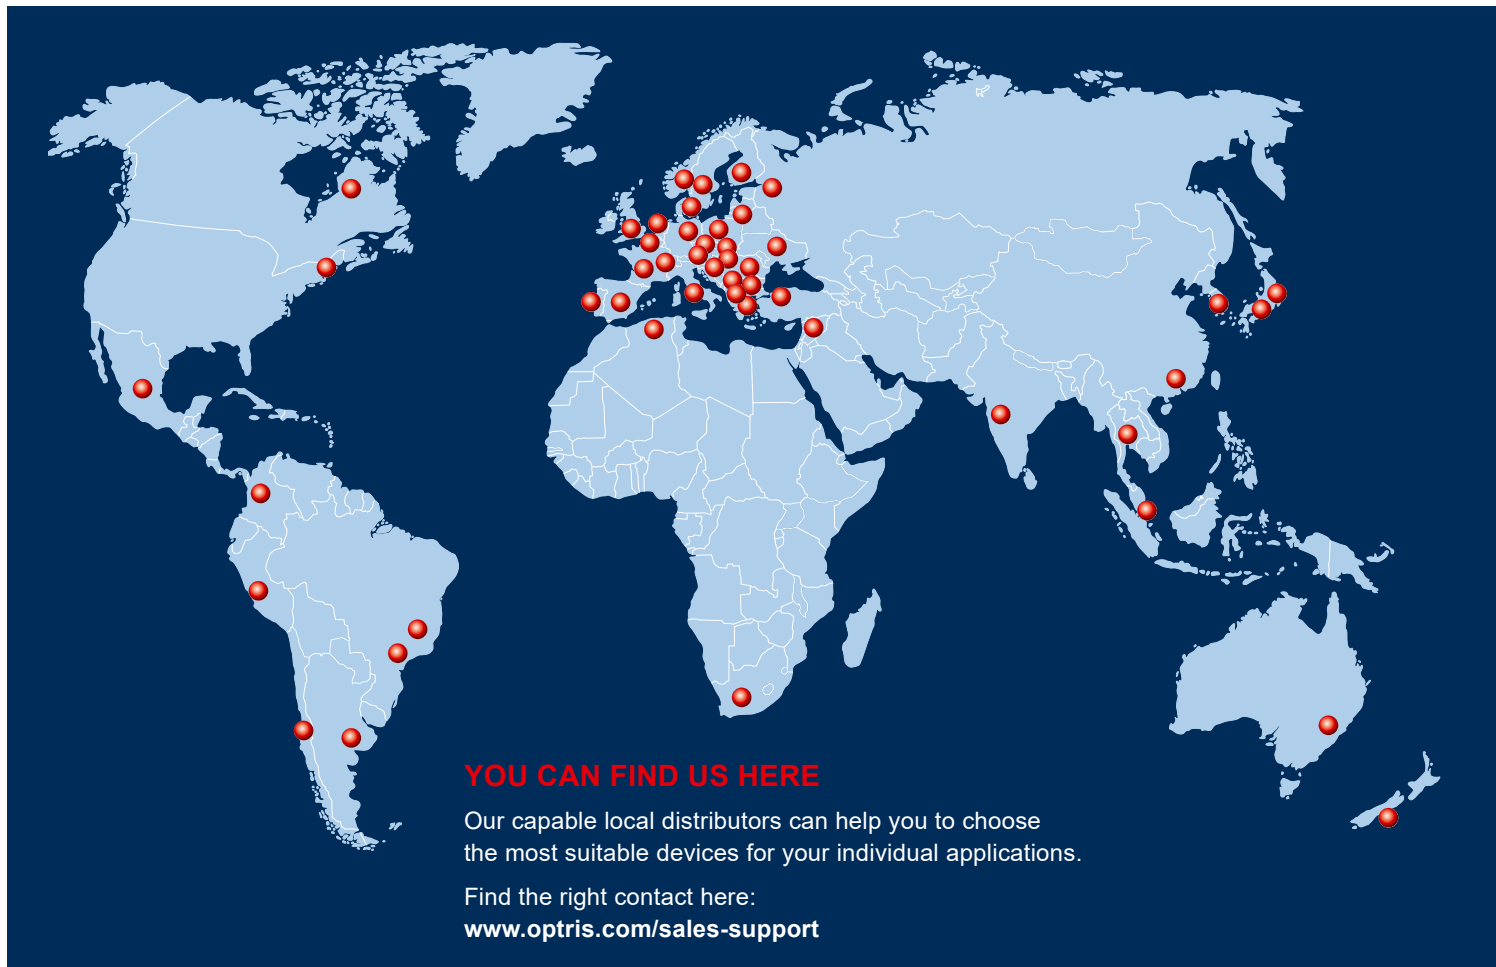 YOU CAN FIND US HERE
Our capable local distributors can help you to choose
the most suitable devices for your individual applications.
Find the right contact here:
www.optris.com/sales-support